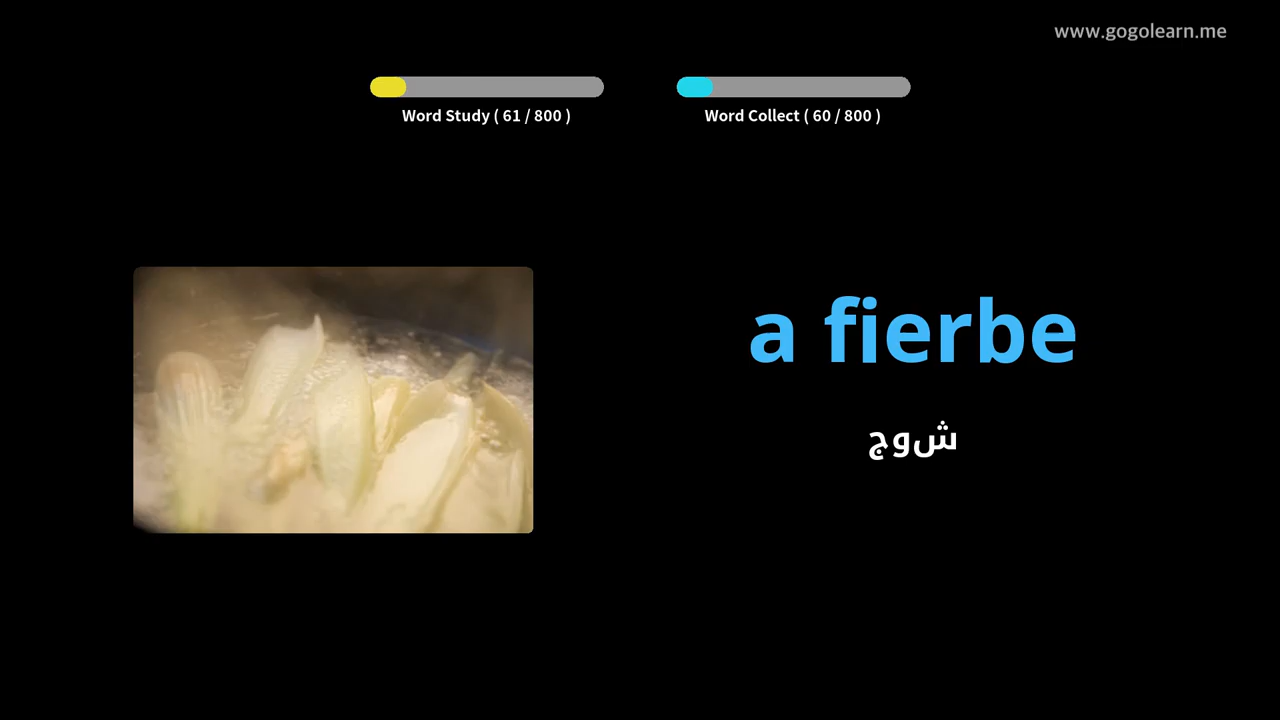 www.gogolearn.me
Word Study ( 61 / 800 )
Word Collect ( 60 / 800 )
a fierbe
شوج